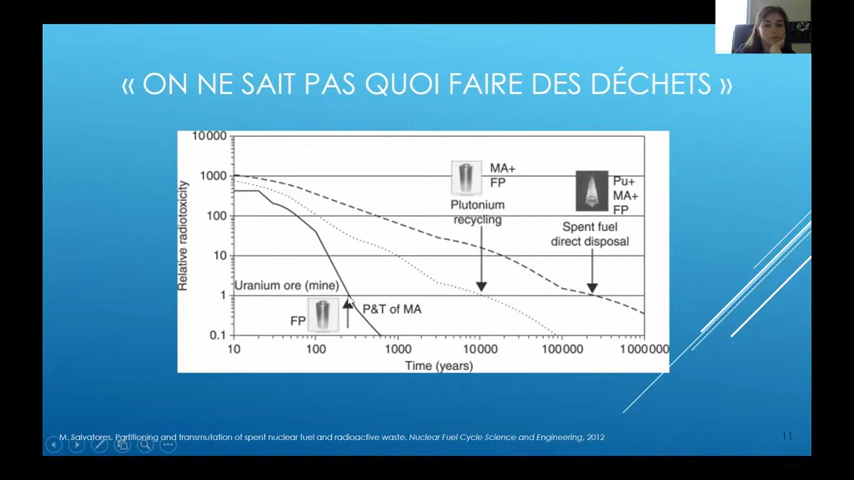 « ON NE SAIT PAS QUOI FAIRE DES DÉCHETS »
10 000
1000
100
10
1
0.1
Relative radiotoxicity
MA+
FP
Plutonium
recycling
Pu+
MA+
FP
Spent fuel
direct disposal
Uranium ore (mine)
P&T of MA
FP
10
100
1000
10000
100000
1000000
Time (years)
M. Salvatores, Partitioning and transmutation of spent nuclear fuel and radioactive waste, Nuclear Fuel Cycle Science and Engineering, 2012
11